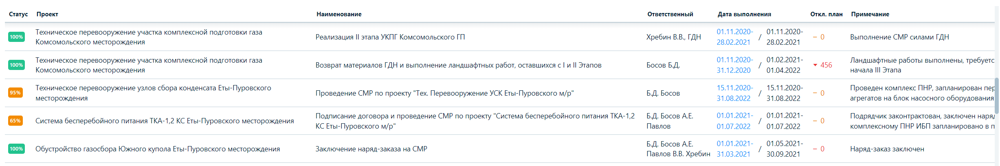 Статус Проект Наименование Ответственный Дата выполнения Откл. план Примечание
100%
Техническое перевооружение участка комплексной подготовки газа
Комсомольского месторождения
Реализация II этапа УКПГ Комсомольского ГП
Хребин В.В., ГДН
01.11.2020-
28.02.2021
/
01.11.2020-
28.02.2021
– 0
Выполнение СМР силами ГДН
100%
Техническое перевооружение участка комплексной подготовки газа
Комсомольского месторождения
Возврат материалов ГДН и выполнение ландшафтных работ, оставшихся с I и II Этапов
Босов Б.Д.
01.11.2020-
31.12.2020
/
01.02.2021-
01.04.2022
456
Ландшафтные работы выполнены,
начала III Этапа
95%
Техническое перевооружение узлов сбора конденсата Еты-Пуровского
месторождения
Проведение СМР по проекту "Тех. Перевооружение УСК Еты-Пуровского м/р"
Б.Д. Босов
15.11.2020-
31.08.2022
/
15.11.2020-
31.08.2022
– 0
Проведен комплекс ПНР, запланирован
агрегатов на блок насосного оборудования
65%
Система бесперебойного питания ТКА-1,2 КС Еты-Пуровского месторождения
Подписание договора и проведение СМР по проекту "Система бесперебойного питания ТКА-1,2
КС Еты-Пуровского м/р"
Б.Д. Босов А.Е.
Павлов
01.01.2021-
01.07.2022
/
01.01.2021-
01.07.2022
– 0
Подрядчик законтрактован, заключен
комплексному ПНР ИБП запланировано в
100%
Обустройство газосбора Южного купола Еты-Пуровского месторождения
Заключение наряд-заказа на СМР
Б.Д. Босов А.Е.
Павлов В.В. Хребин
01.01.2021-
31.03.2021
/
01.05.2021-
30.09.2021
– 0
Наряд-заказ заключен